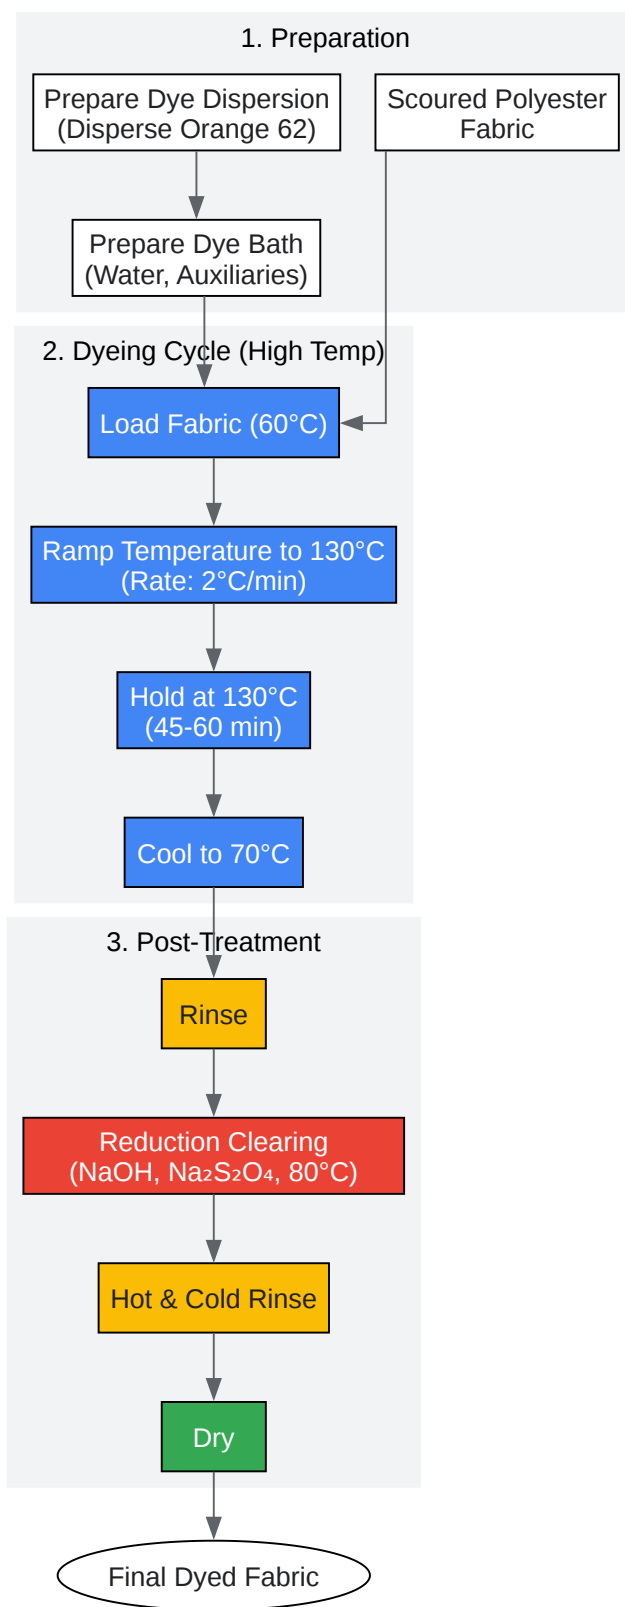 1. Preparation
Prepare Dye Dispersion
(Disperse Orange 62)
Scoured Polyester
Fabric
Prepare Dye Bath
(Water, Auxiliaries)
2. Dyeing Cycle (High Temp)
Load Fabric (60°C)
Ramp Temperature to 130°C
(Rate: 2°C/min)
Hold at 130°C
(45-60 min)
Cool to 70°C
3. Post-Treatment
Rinse
Reduction Clearing
(NaOH, Na₂S₂O₄, 80°C)
Hot & Cold Rinse
Dry
Final Dyed Fabric